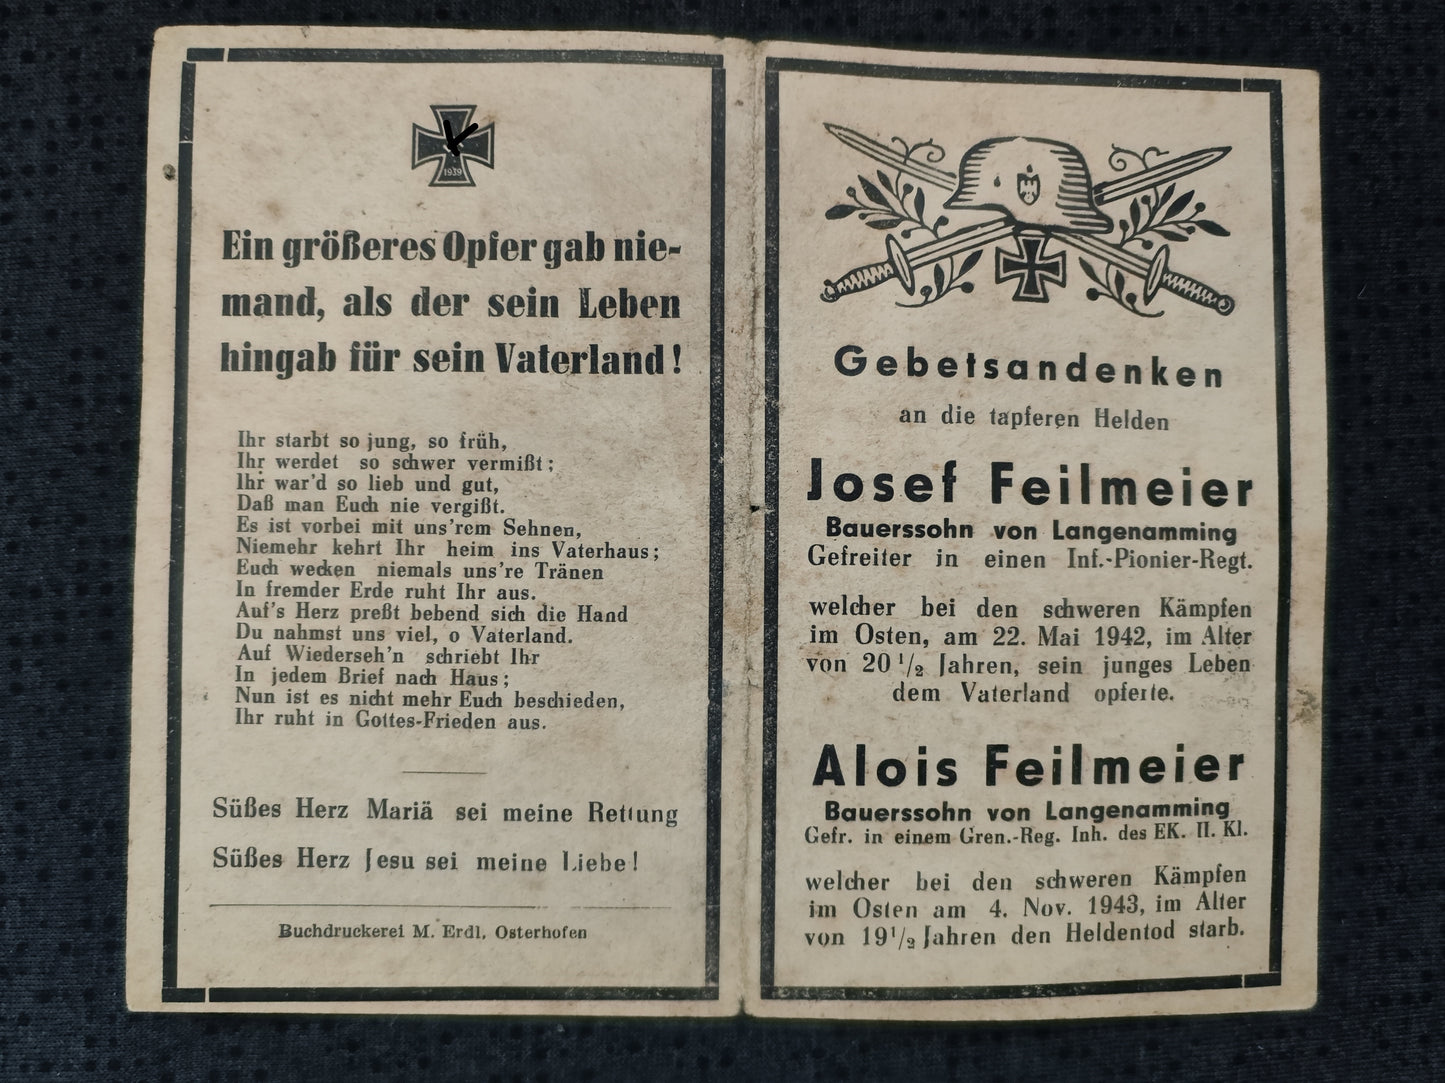 1939
Ein größeres Opfer gab nie-
mand, als der sein Leben
hingab für sein Vaterland!
Ihr starbt so jung, so früh,
Ihr werdet so schwer vermißt;
Ihr war'd so lieb und gut,
Daß man Euch nie vergißt.
Es ist vorbei mit uns'rem Sehnen,
Niemehr kehrt Ihr heim ins Vaterhaus;
Euch wecken niemals uns're Tränen
In fremder Erde ruht Ihr aus.
Auf's Herz preßt bebend sich die Hand
Du nahmst uns viel, o Vaterland.
Auf Wiederseh'n schriebt Ihr
In jedem Brief nach Haus;
Nun ist es nicht mehr Euch beschieden,
Ihr ruht in Gottes-Frieden aus.
Süßes Herz Mariä sei meine Rettung
Süßes Herz Jesu sei meine Liebe!
Buchdruckerei M. Erdl, Osterhofen
Gebetsandenken
an die tapferen Helden
Josef Feilmeier
Bauerssohn von Langenamming
Gefreiter in einen Inf.-Pionier-Regt.
welcher bei den schweren Kämpfen
im Osten, am 22. Mai 1942, im Alter
von 20 1/2 Jahren, sein junges Leben
dem Vaterland opferte.
Alois Feilmeier
Bauerssohn von Langenamming
Gefr. in einem Gren.-Reg. Inh. des EK. II. Kl.
welcher bei den schweren Kämpfen
im Osten am 4. Nov. 1943, im Alter
von 19 1/2 Jahren den Heldentod starb.